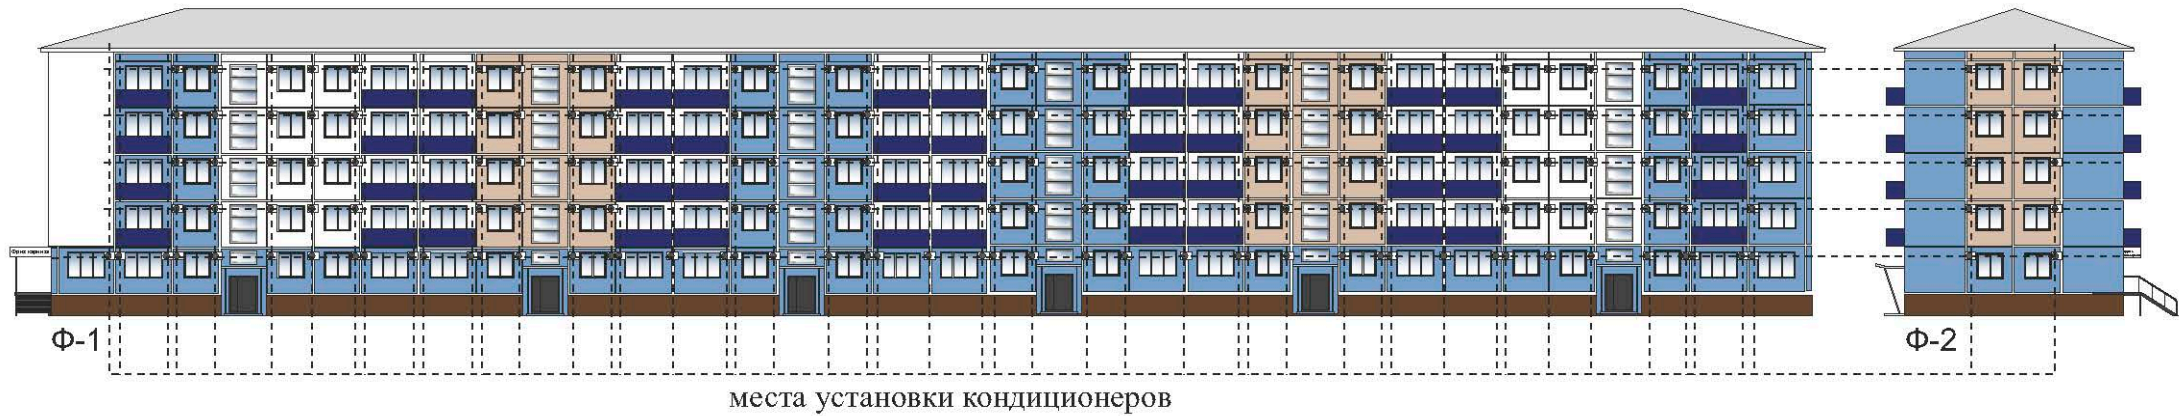 Ф-1
Ф-2
места установки кондиционеров